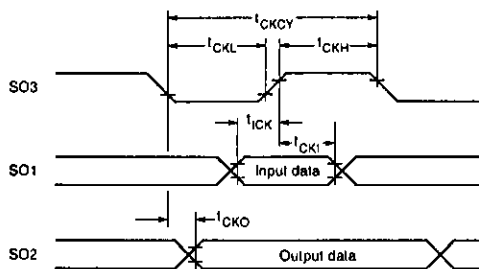 tCKCY
tCKL tCKH
SO3
tICK
tCKI
SO1
Input data
tCKO
SO2
Output data